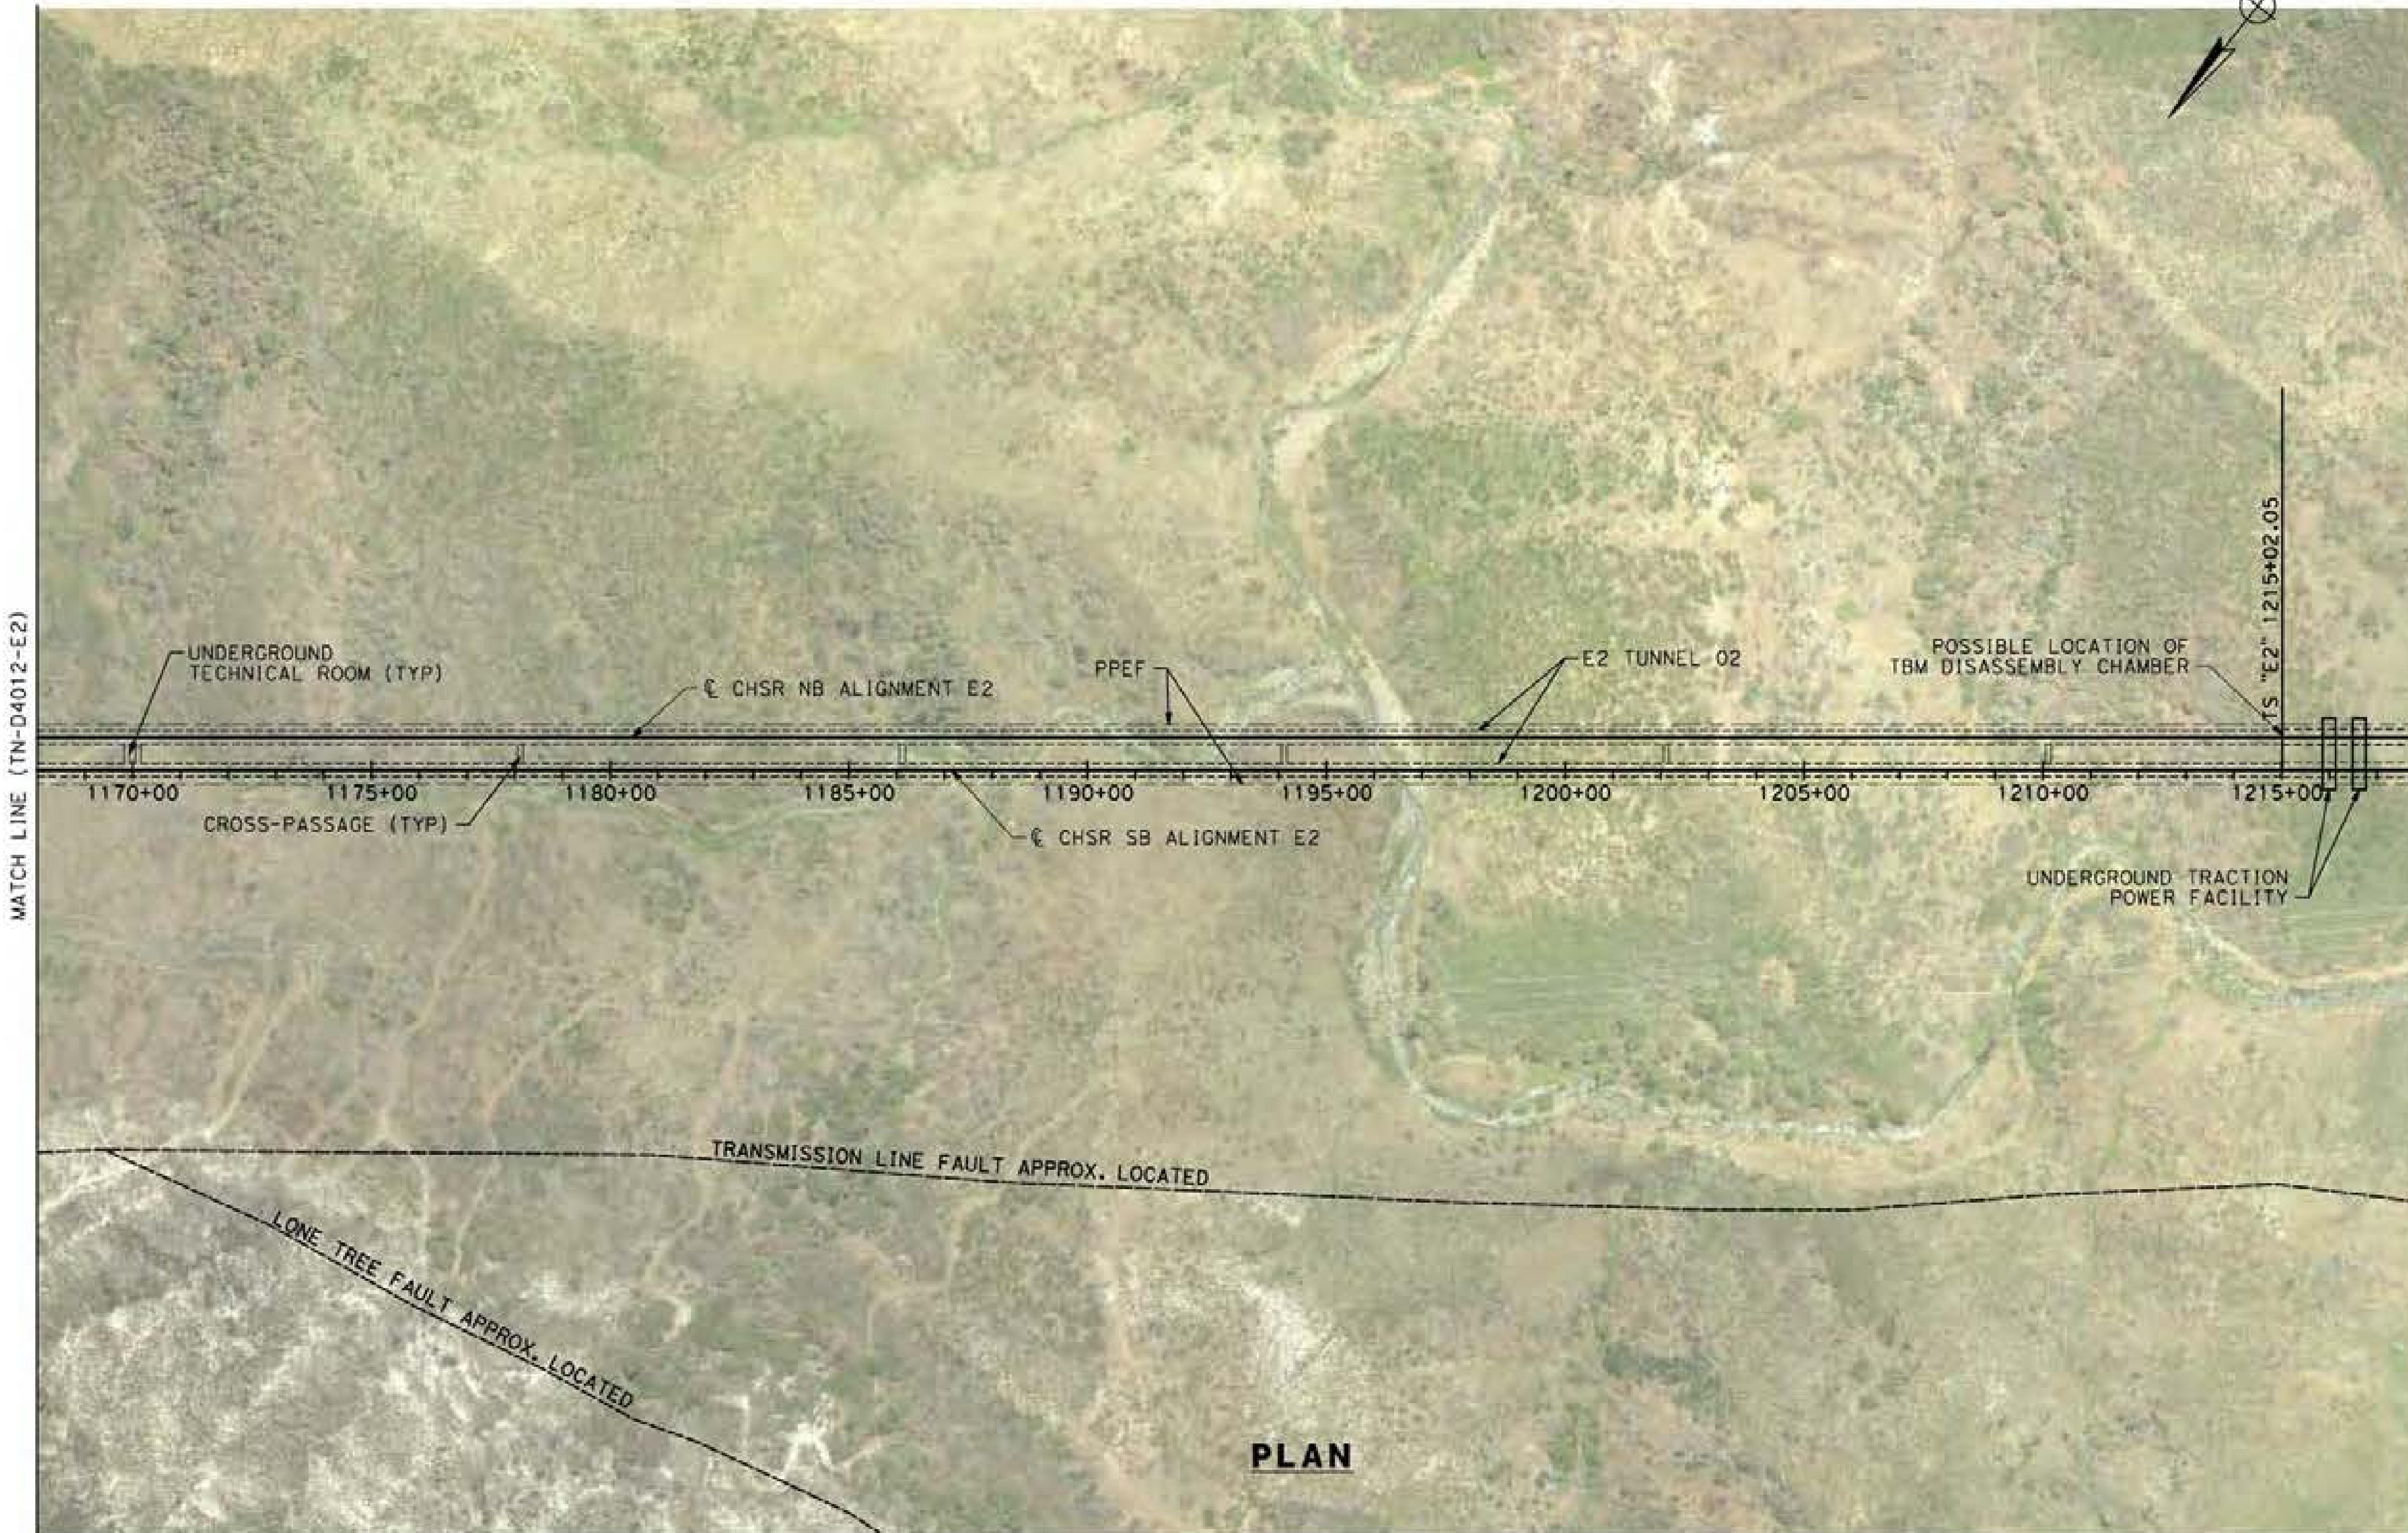 MATCH LINE (TN-D4012-E2)
TS "E2" 1215+02.05
UNDERGROUND
TECHNICAL ROOM (TYP)
℄ CHSR NB ALIGNMENT E2
PPEF
E2 TUNNEL 02
POSSIBLE LOCATION OF
TBM DISASSEMBLY CHAMBER
1170+00
1175+00
1180+00
1185+00
1190+00
1195+00
1200+00
1205+00
1210+00
1215+00
CROSS-PASSAGE (TYP)
℄ CHSR SB ALIGNMENT E2
UNDERGROUND TRACTION
POWER FACILITY
TRANSMISSION LINE FAULT APPROX. LOCATED
LONE TREE FAULT APPROX. LOCATED
PLAN